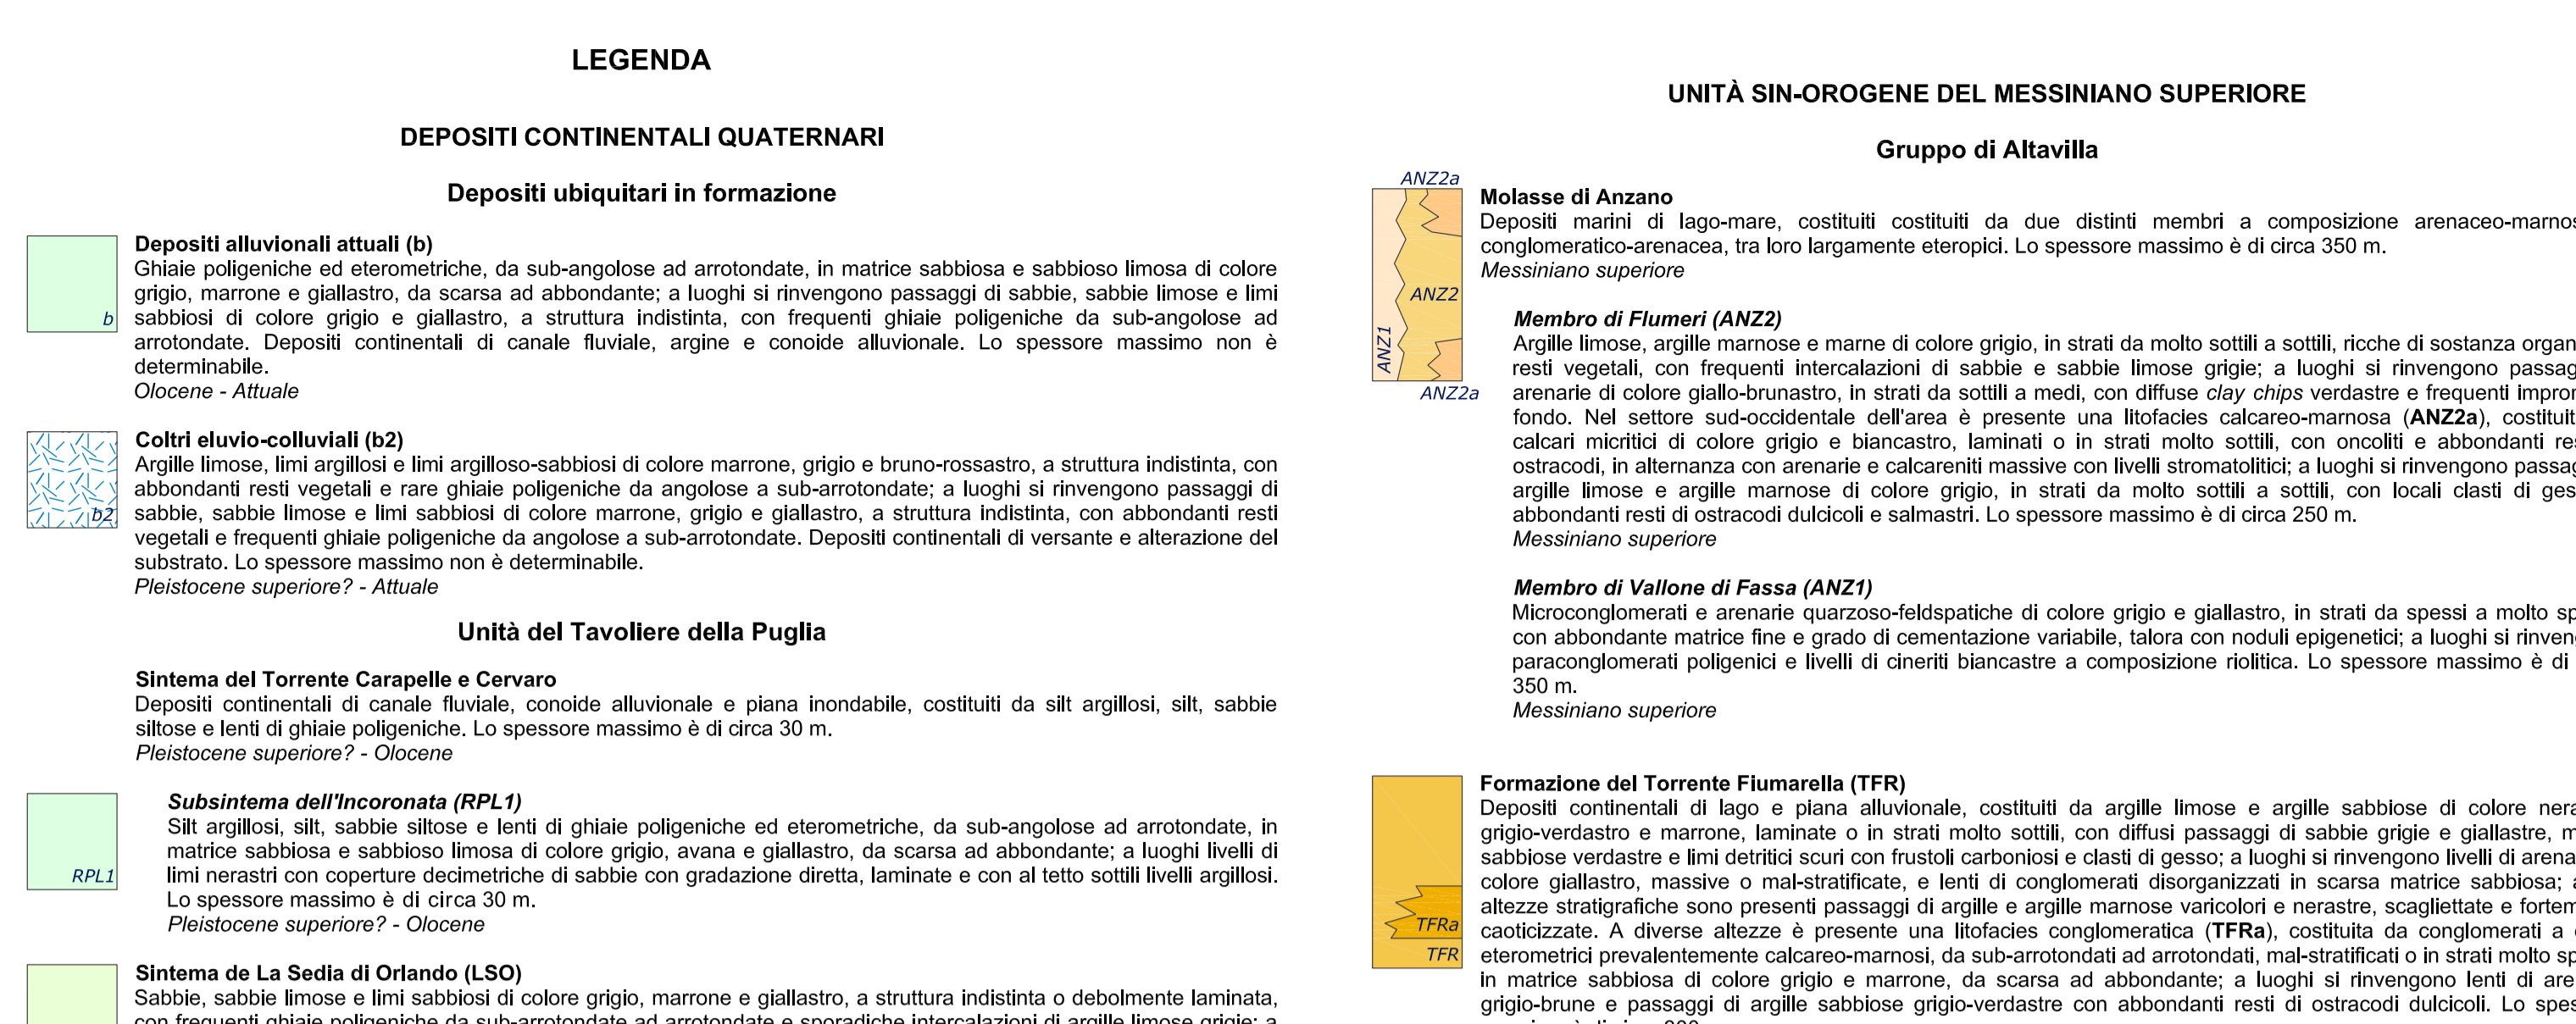 LEGENDA
DEPOSITI CONTINENTALI QUATERNARI
Depositi ubiquitari in formazione
b
Depositi alluvionali attuali (b)
Ghiaie poligeniche ed eterometriche, da sub-angolose ad arrotondate, in matrice sabbiosa e sabbioso limosa di colore
grigio, marrone e giallastro, da scarsa ad abbondante; a luoghi si rinvengono passaggi di sabbie, sabbie limose e limi
sabbiosi di colore grigio e giallastro, a struttura indistinta, con frequenti ghiaie poligeniche da sub-angolose ad
arrotondate. Depositi continentali di canale fluviale, argine e conoide alluvionale. Lo spessore massimo non è
determinabile.
Olocene - Attuale
b2
Coltri eluvio-colluviali (b2)
Argille limose, limi argillosi e limi argilloso-sabbiosi di colore marrone, grigio e bruno-rossastro, a struttura indistinta, con
abbondanti resti vegetali e rare ghiaie poligeniche da angolose a sub-arrotondate; a luoghi si rinvengono passaggi di
sabbie, sabbie limose e limi sabbiosi di colore marrone, grigio e giallastro, a struttura indistinta, con abbondanti resti
vegetali e frequenti ghiaie poligeniche da angolose a sub-arrotondate. Depositi continentali di versante e alterazione del
substrato. Lo spessore massimo non è determinabile.
Pleistocene superiore? - Attuale
Unità del Tavoliere della Puglia
Sintema del Torrente Carapelle e Cervaro
Depositi continentali di canale fluviale, conoide alluvionale e piana inondabile, costituiti da silt argillosi, silt, sabbie
siltose e lenti di ghiaie poligeniche. Lo spessore massimo è di circa 30 m.
Pleistocene superiore? - Olocene
RPL1
Subsintema dell'Incoronata (RPL1)
Silt argillosi, silt, sabbie siltose e lenti di ghiaie poligeniche ed eterometriche, da sub-angolose ad arrotondate, in
matrice sabbiosa e sabbioso limosa di colore grigio, avana e giallastro, da scarsa ad abbondante; a luoghi livelli di
limi nerastri con coperture decimetriche di sabbie con gradazione diretta, laminate e con al tetto sottili livelli argillosi.
Lo spessore massimo è di circa 30 m.
Pleistocene superiore? - Olocene
Sintema de La Sedia di Orlando (LSO)
Sabbie, sabbie limose e limi sabbiosi di colore grigio, marrone e giallastro, a struttura indistinta o debolmente laminata,
con frequenti ghiaie poligeniche da sub-arrotondate ad arrotondate e sporadiche intercalazioni di argille limose grigie; a
UNITÀ SIN-OROGENE DEL MESSINIANO SUPERIORE
Gruppo di Altavilla
ANZ2a
ANZ2
ANZ1
ANZ2a
Molasse di Anzano
Depositi marini di lago-mare, costituiti costituiti da due distinti membri a composizione arenaceo-marnos
conglomeratico-arenacea, tra loro largamente eteropici. Lo spessore massimo è di circa 350 m.
Messiniano superiore
Membro di Flumeri (ANZ2)
Argille limose, argille marnose e marne di colore grigio, in strati da molto sottili a sottili, ricche di sostanza organ
resti vegetali, con frequenti intercalazioni di sabbie e sabbie limose grigie; a luoghi si rinvengono passag
arenarie di colore giallo-brunastro, in strati da sottili a medi, con diffuse clay chips verdastre e frequenti impron
fondo. Nel settore sud-occidentale dell'area è presente una litofacies calcareo-marnosa (ANZ2a), costituit
calcari micritici di colore grigio e biancastro, laminati o in strati molto sottili, con oncoliti e abbondanti res
ostracodi, in alternanza con arenarie e calcareniti massive con livelli stromatolitici; a luoghi si rinvengono passag
argille limose e argille marnose di colore grigio, in strati da molto sottili a sottili, con locali clasti di ges
abbondanti resti di ostracodi dulcicoli e salmastri. Lo spessore massimo è di circa 250 m.
Messiniano superiore
Membro di Vallone di Fassa (ANZ1)
Microconglomerati e arenarie quarzoso-feldspatiche di colore grigio e giallastro, in strati da spessi a molto sp
con abbondante matrice fine e grado di cementazione variabile, talora con noduli epigenetici; a luoghi si rinveng
paraconglomerati poligenici e livelli di cineriti biancastre a composizione riolitica. Lo spessore massimo è di
350 m.
Messiniano superiore
TFRa
TFR
Formazione del Torrente Fiumarella (TFR)
Depositi continentali di lago e piana alluvionale, costituiti da argille limose e argille sabbiose di colore nera
grigio-verdastro e marrone, laminate o in strati molto sottili, con diffusi passaggi di sabbie grigie e giallastre, m
sabbiose verdastre e limi detritici scuri con frustoli carboniosi e clasti di gesso; a luoghi si rinvengono livelli di arena
colore giallastro, massive o mal-stratificate, e lenti di conglomerati disorganizzati in scarsa matrice sabbiosa; a
altezze stratigrafiche sono presenti passaggi di argille e argille marnose varicolori e nerastre, scagliettate e fortem
caoticizzate. A diverse altezze è presente una litofacies conglomeratica (TFRa), costituita da conglomerati a
eterometrici prevalentemente calcareo-marnosi, da sub-arrotondati ad arrotondati, mal-stratificati o in strati molto sp
in matrice sabbiosa di colore grigio e marrone, da scarsa ad abbondante; a luoghi si rinvengono lenti di are
grigio-brune e passaggi di argille sabbiose grigio-verdastre con abbondanti resti di ostracodi dulcicoli. Lo spes